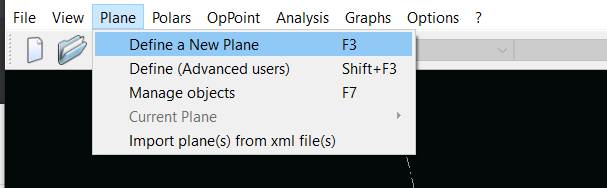 File View Plane Polars OpPoint Analysis Graphs Options ?
Define a New Plane F3
Define (Advanced users) Shift+F3
Manage objects F7
Current Plane
Import plane(s) from xml file(s)